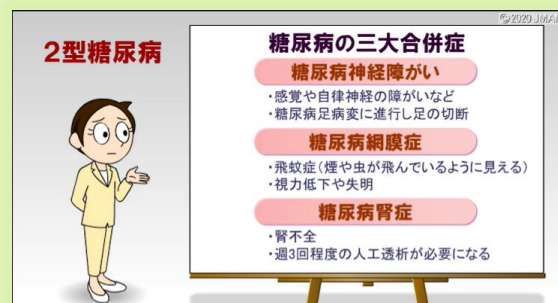 ©2020 JMA
2型糖尿病
糖尿病の三大合併症
糖尿病神経障がい
・感覚や自律神経の障がいなど
・糖尿病足病変に進行し足の切断
糖尿病網膜症
・飛蚊症(煙や虫が飛んでいるように見える)
・視力低下や失明
糖尿病腎症
・腎不全
・週3回程度の人工透析が必要になる